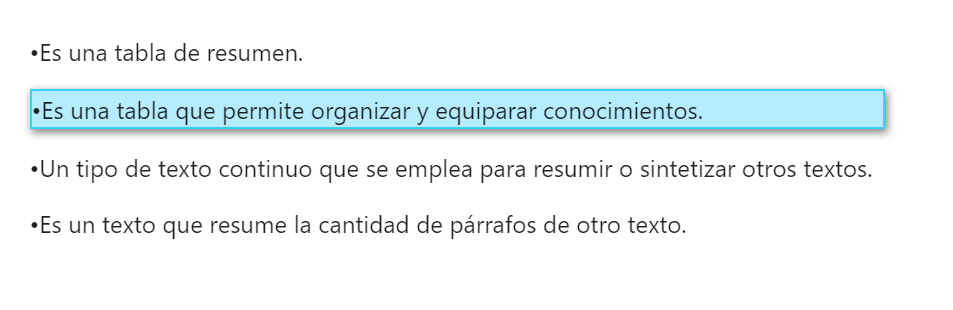 •Es una tabla de resumen.
•Es una tabla que permite organizar y equiparar conocimientos.
•Un tipo de texto continuo que se emplea para resumir o sintetizar otros textos.
•Es un texto que resume la cantidad de párrafos de otro texto.